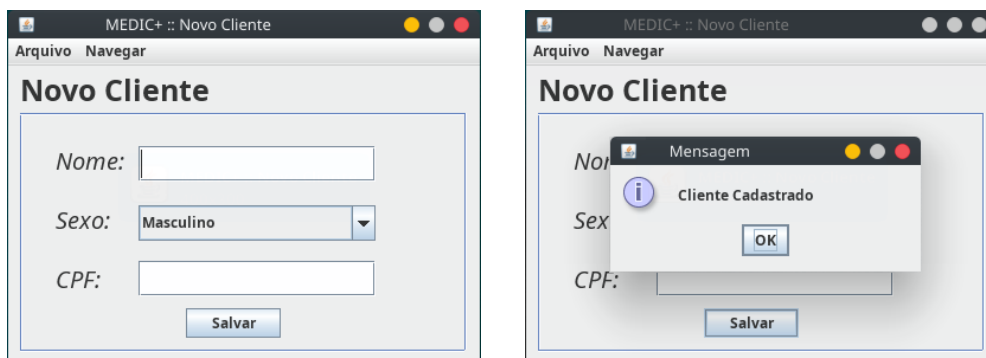 MEDIC+ :: Novo Cliente
Arquivo Navegar
Novo Cliente
Nome:
Sexo: Masculino
CPF:
Salvar
MEDIC+ :: Novo Cliente
Arquivo Navegar
Novo Cliente
Mensagem
Cliente Cadastrado
OK
CPF:
Salvar